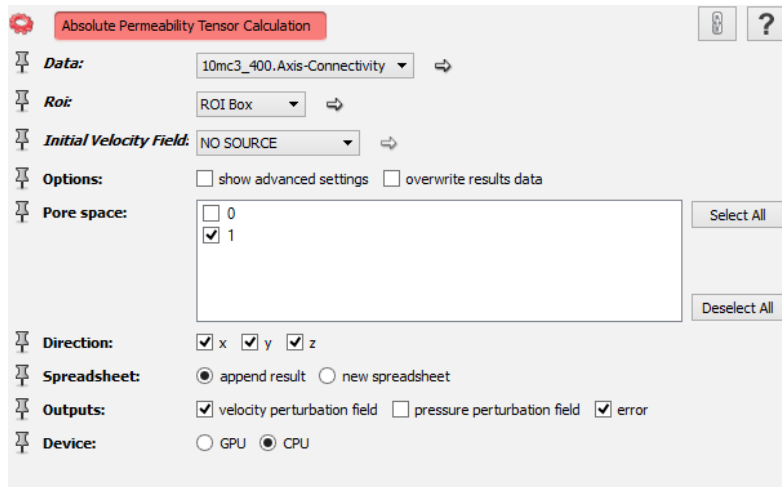 Absolute Permeability Tensor Calculation ?
Data: 10mc3_400.Axis-Connectivity
Roi: ROI Box
Initial Velocity Field: NO SOURCE
Options: show advanced settings overwrite results data
Pore space: 0 Select All
1
Deselect All
Direction: x y z
Spreadsheet: append result new spreadsheet
Outputs: velocity perturbation field pressure perturbation field error
Device: GPU CPU